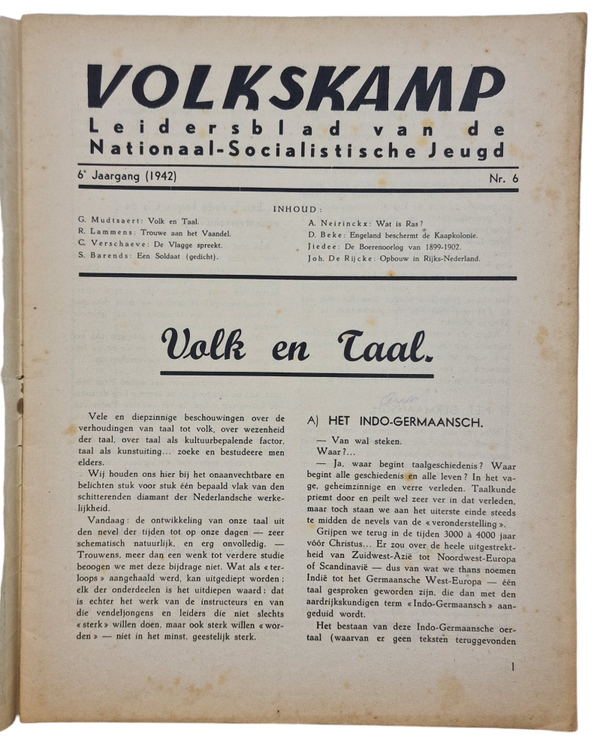 VOLKSKAMP
Leidersblad van de
Nationaal-Socialistische Jeugd
6e Jaargang (1942)
Nr. 6
INHOUD:
G. Mudtsaert: Volk en Taal.
R. Lammens: Trouwe aan het Vaandel.
C. Verschaeve: De Vlagge spreekt.
S. Barends: Een Soldaat (gedicht).
A. Neirinckx: Wat is Ras?
D. Beke: Engeland beschermt de Kaapkolonie.
Jiedee: De Boerenoorlog van 1899-1902.
Joh. De Rijcke: Opbouw in Rijks-Nederland.
Volk en Taal.
Vele en diepzinnige beschouwingen over de
verhoudingen van taal tot volk, over wezenheid
der taal, over taal als kultuurbepalende factor,
taal als kunstuiting... zoeke en bestudeere men
elders.
Wij houden ons hier bij het onaanvechtbare en
belichten stuk voor stuk één bepaald vlak van den
schitterenden diamant der Nederlandsche werke-
lijkheid.
Vandaag: de ontwikkeling van onze taal uit
den nevel der tijden tot op onze dagen — zeer
schematisch natuurlijk, en erg onvolledig. —
Trouwens, meer dan een wenk tot verdere studie
beoogen we met deze bijdrage niet. Wat als « ter-
loops » aangehaald werd, kan uitgediept worden;
elk der onderdeelen is het uitdiepen waard: dat
is echter het werk van de instructeurs en van
die vendeljongens en leiders die niet slechts
« sterk » willen doen, maar ook sterk willen « wor-
den » — niet in het minst, geestelijk sterk.
A) HET INDO-GERMAANSCH.
— Van wal steken.
Waar?...
— Ja, waar begint taalgeschiedenis? Waar
begint alle geschiedenis en alle leven? In het va-
ge, geheimzinnige en verre verleden. Taalkunde
priemt door en peilt wel zeer ver in dat verleden,
maar toch staan we aan het uiterste einde steeds
te midden de nevels van de « veronderstelling ».
Grijpen we terug in de tijden 3000 à 4000 jaar
vóór Christus... Er zou over de heele uitgestrekt-
heid van Zuidwest-Azië tot Noordwest-Europa
of Scandinavië — dus van wat we thans noemen
Indië tot het Germaansche West-Europa — één
taal gesproken geworden zijn, die dan met den
aardrijkskundigen term « Indo-Germaansch » aan-
geduid wordt.
Het bestaan van deze Indo-Germaansche oer-
taal (waarvan er geen teksten teruggevonden
1